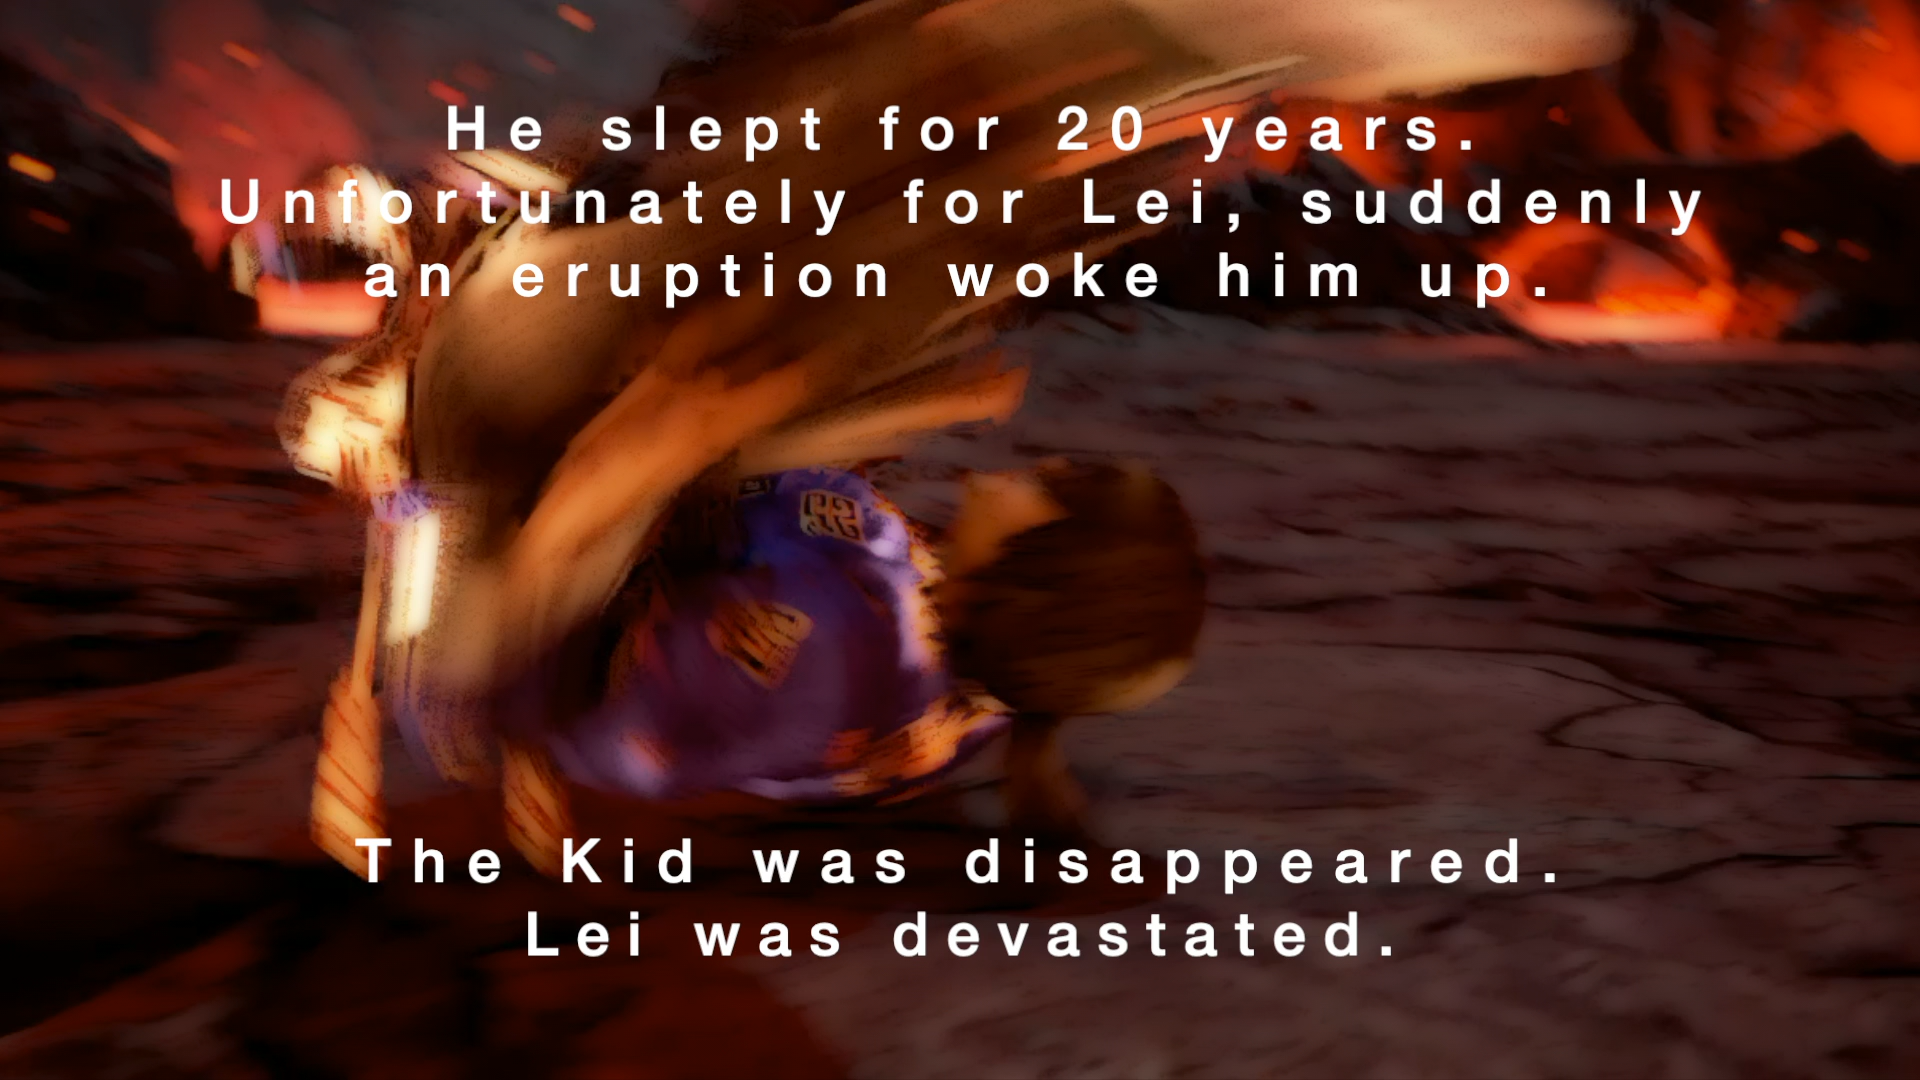 He slept for 20 years.
Unfortunately for Lei, suddenly
an eruption woke him up.
The Kid was disappeared.
Lei was devastated.